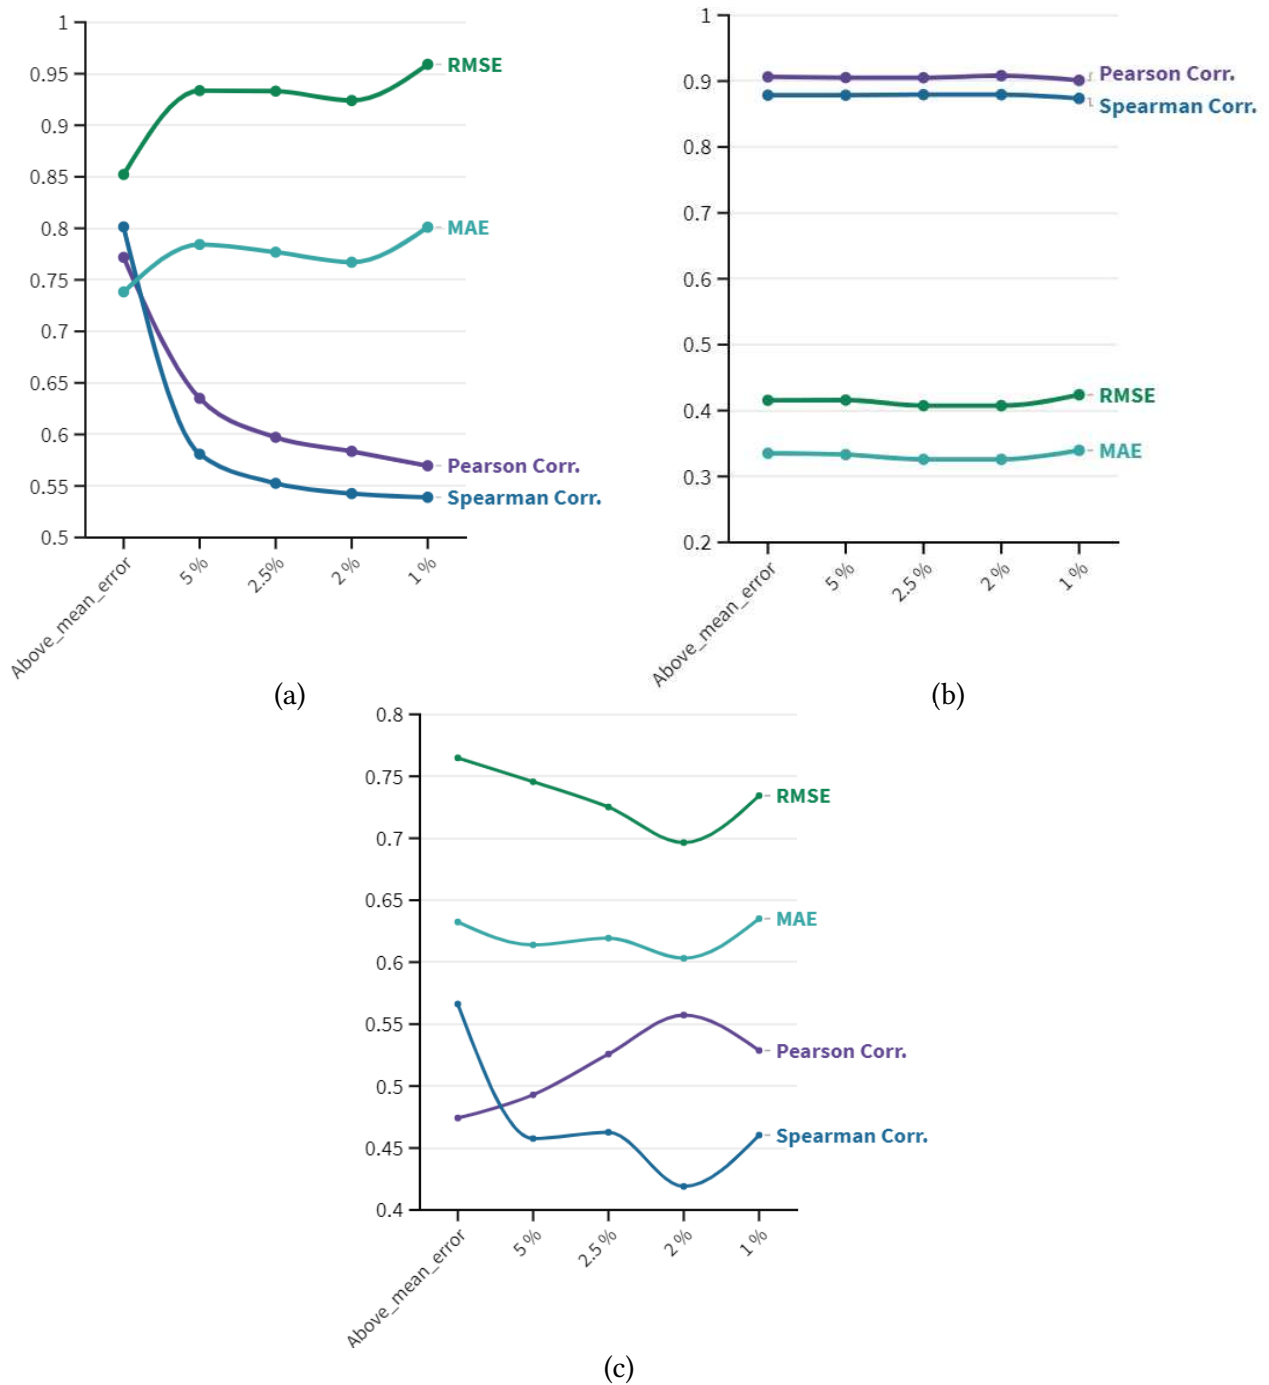 1
0.95
0.9
0.85
0.8
0.75
0.7
0.65
0.6
0.55
0.5
RMSE
MAE
Pearson Corr.
Spearman Corr.
Above_mean_error
5 %
2.5%
2 %
1 %
(a)
1
0.9
0.8
0.7
0.6
0.5
0.4
0.3
0.2
Pearson Corr.
Spearman Corr.
RMSE
MAE
Above_mean_error
5 %
2.5 %
2 %
1 %
(b)
0.8
0.75
0.7
0.65
0.6
0.55
0.5
0.45
0.4
RMSE
MAE
Pearson Corr.
Spearman Corr.
Above_mean_error
5 %
2.5 %
2 %
1 %
(c)